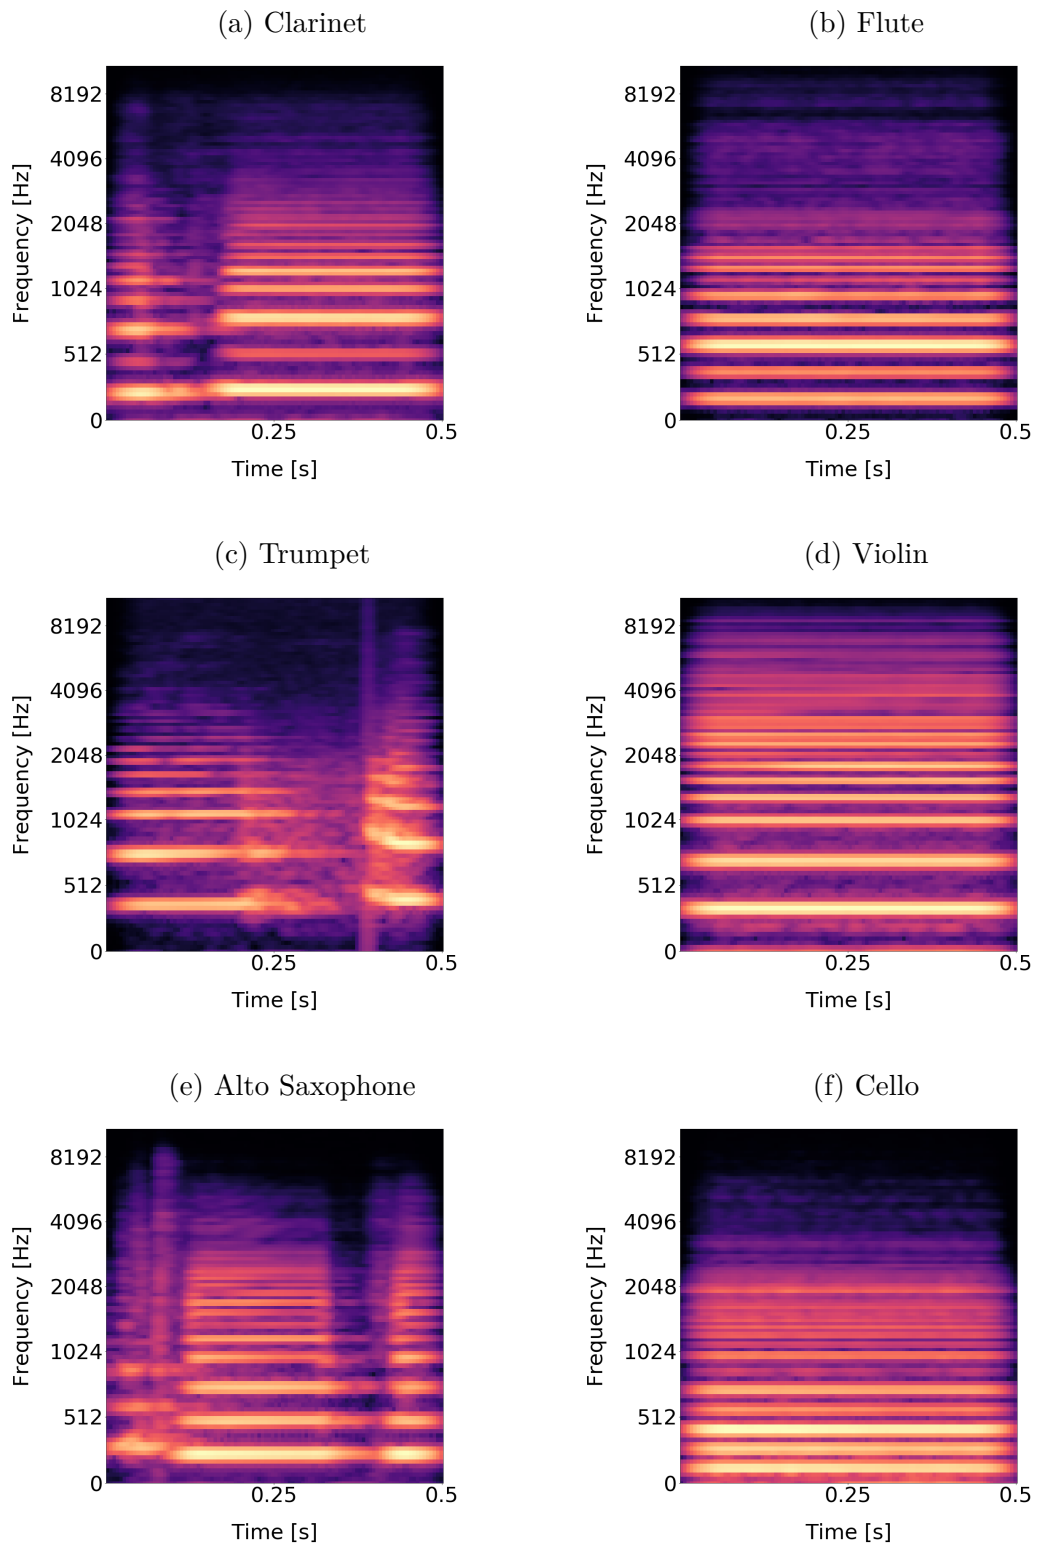 (a) Clarinet
(b) Flute
8192
4096
2048
1024
512
0
Frequency [Hz]
0.25
0.5
Time [s]
8192
4096
2048
1024
512
0
Frequency [Hz]
0.25
0.5
Time [s]
(c) Trumpet
(d) Violin
8192
4096
2048
1024
512
0
Frequency [Hz]
0.25
0.5
Time [s]
8192
4096
2048
1024
512
0
Frequency [Hz]
0.25
0.5
Time [s]
(e) Alto Saxophone
(f) Cello
8192
4096
2048
1024
512
0
Frequency [Hz]
0.25
0.5
Time [s]
8192
4096
2048
1024
512
0
Frequency [Hz]
0.25
0.5
Time [s]